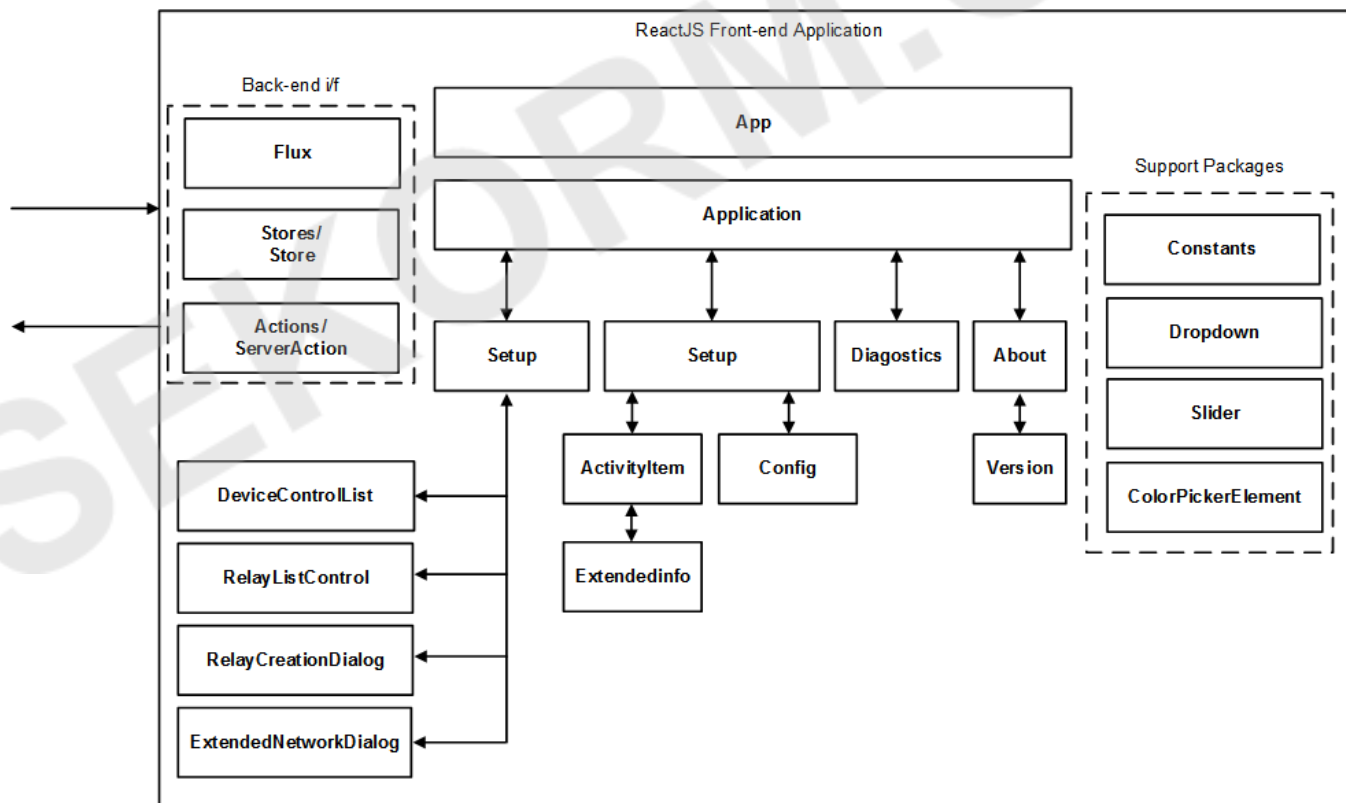 ReactJS Front-end Application
Back-end i/f
Flux
Stores/
Store
Actions/
ServerAction
App
Application
Setup
Setup
Diagostics
About
ActivityItem
Config
Version
Extendedinfo
DeviceControlList
RelayListControl
RelayCreationDialog
ExtendedNetworkDialog
Support Packages
Constants
Dropdown
Slider
ColorPickerElement
SEKORM.